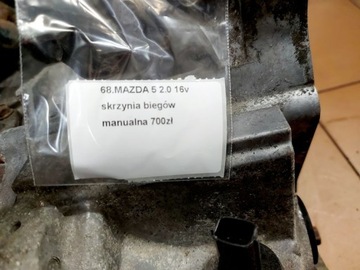 68.MAZDA 6 2.0 16v
skrzynia biegów
manualna 700zł